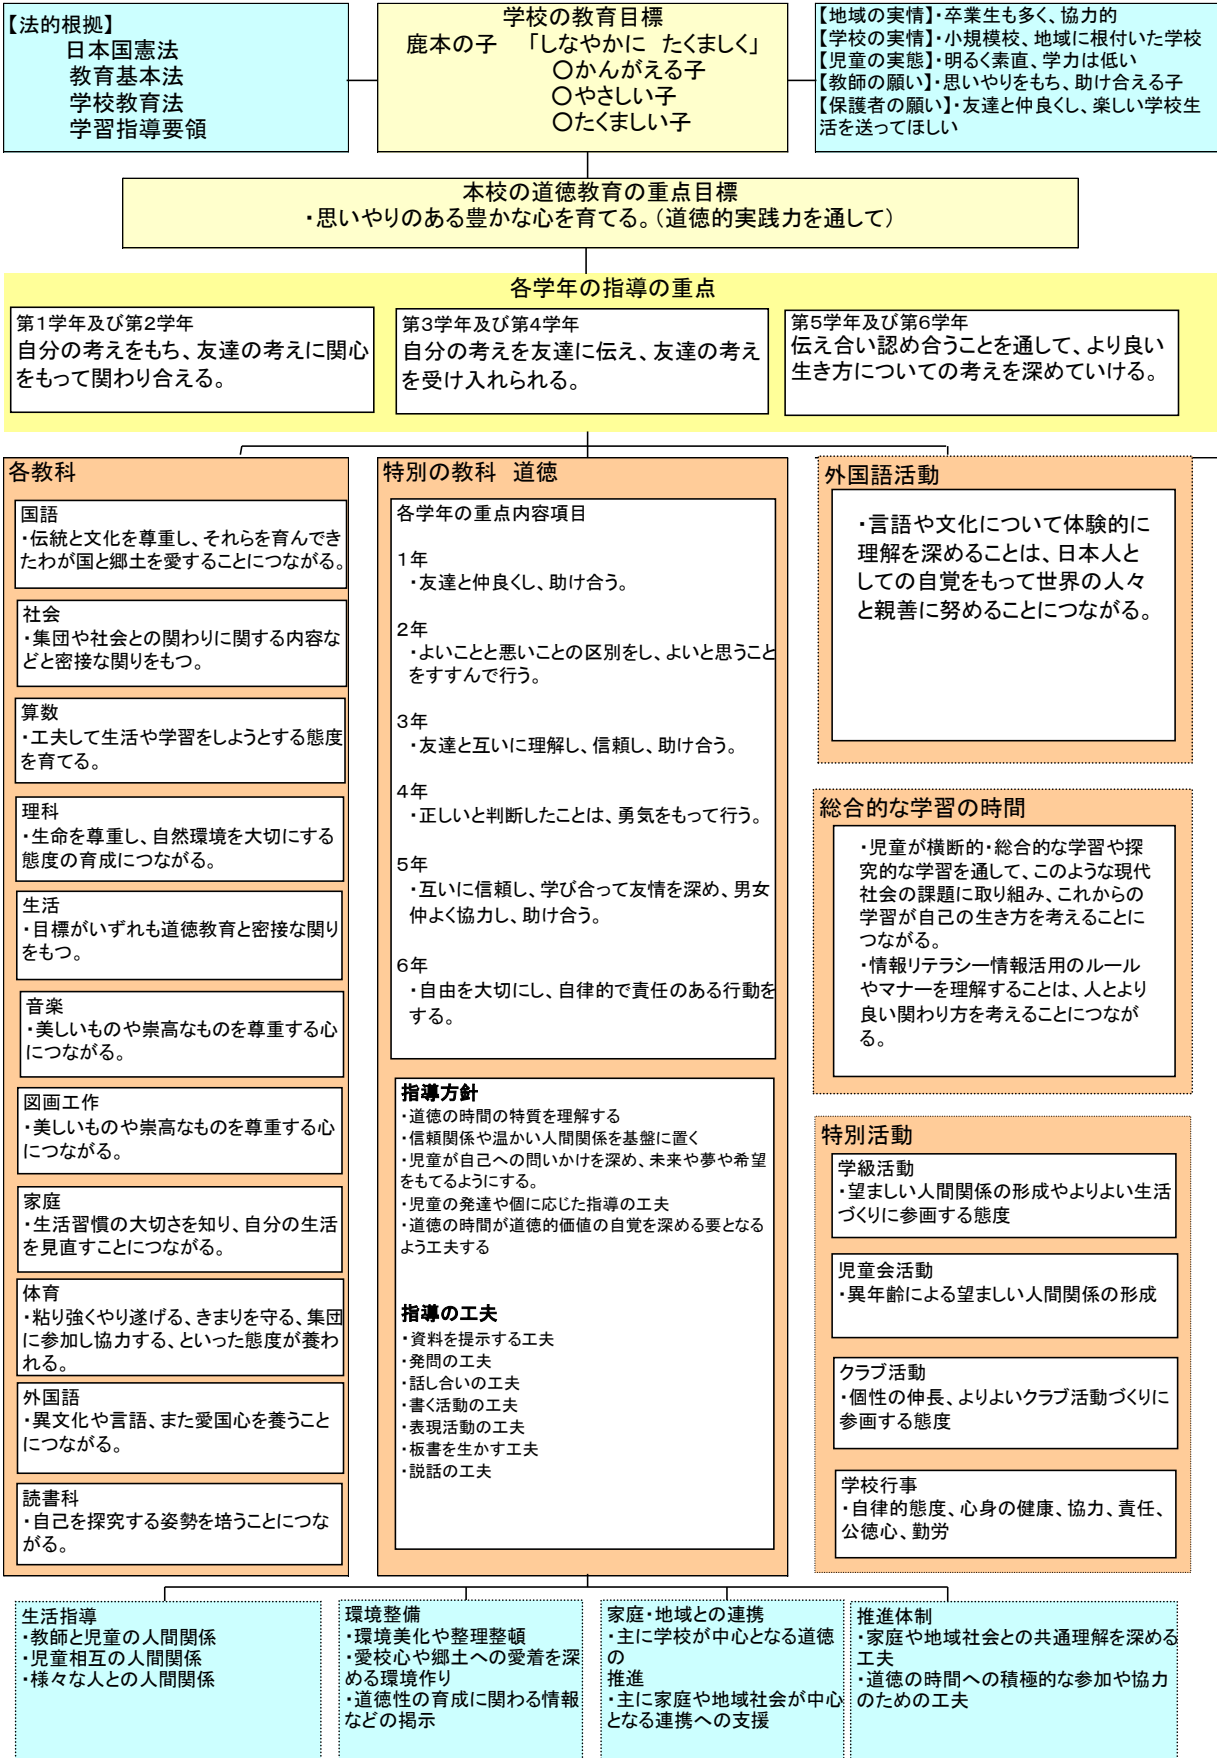 【法的根拠】
日本国憲法
教育基本法
学校教育法
学習指導要領
学校の教育目標
鹿本の子　「しなやかに　たくましく」
○かんがえる子
○やさしい子
○たくましい子
【地域の実情】・卒業生も多く、協力的
【学校の実情】・小規模校、地域に根付いた学校
【児童の実態】・明るく素直、学力は低い
【教師の願い】・思いやりをもち、助け合える子
【保護者の願い】・友達と仲良くし、楽しい学校生
活を送ってほしい
本校の道徳教育の重点目標
・思いやりのある豊かな心を育てる。（道徳的実践力を通して）
各学年の指導の重点
第1学年及び第2学年
自分の考えをもち、友達の考えに関心
をもって関わり合える。
第3学年及び第4学年
自分の考えを友達に伝え、友達の考え
を受け入れられる。
第5学年及び第6学年
伝え合い認め合うことを通して、より良い
生き方についての考えを深めていける。
各教科
国語
・伝統と文化を尊重し、それらを育んでき
たわが国と郷土を愛することにつながる。
社会
・集団や社会との関わりに関する内容な
どと密接な関りをもつ。
算数
・工夫して生活や学習をしようとする態度
を育てる。
理科
・生命を尊重し、自然環境を大切にする
態度の育成につながる。
生活
・目標がいずれも道徳教育と密接な関り
をもつ。
音楽
・美しいものや崇高なものを尊重する心
につながる。
図画工作
・美しいものや崇高なものを尊重する心
につながる。
家庭
・生活習慣の大切さを知り、自分の生活
を見直すことにつながる。
体育
・粘り強くやり遂げる、きまりを守る、集団
に参加し協力する、といった態度が養わ
れる。
外国語
・異文化や言語、また愛国心を養うこと
につながる。
読書科
・自己を探究する姿勢を培うことにつな
がる。
特別の教科　道徳
各学年の重点内容項目
1年
・友達と仲良くし、助け合う。
2年
・よいことと悪いことの区別をし、よいと思うこと
をすすんで行う。
3年
・友達と互いに理解し、信頼し、助け合う。
4年
・正しいと判断したことは、勇気をもって行う。
5年
・互いに信頼し、学び合って友情を深め、男女
仲よく協力し、助け合う。
6年
・自由を大切にし、自律的で責任のある行動を
する。
指導方針
・道徳の時間の特質を理解する
・信頼関係や温かい人間関係を基盤に置く
・児童が自己への問いかけを深め、未来や夢や希望
をもてるようにする。
・児童の発達や個に応じた指導の工夫
・道徳の時間が道徳的価値の自覚を深める要となる
よう工夫する
指導の工夫
・資料を提示する工夫
・発問の工夫
・話し合いの工夫
・書く活動の工夫
・表現活動の工夫
・板書を生かす工夫
・説話の工夫
外国語活動
・言語や文化について体験的に
理解を深めることは、日本人と
しての自覚をもって世界の人々
と親善に努めることにつながる。
総合的な学習の時間
・児童が横断的・総合的な学習や探
究的な学習を通して、このような現代
社会の課題に取り組み、これからの
学習が自己の生き方を考えることに
つながる。
・情報リテラシー情報活用のルール
やマナーを理解することは、人とより
良い関わり方を考えることにつなが
る。
特別活動
学級活動
・望ましい人間関係の形成やよりよい生活
づくりに参画する態度
児童会活動
・異年齢による望ましい人間関係の形成
クラブ活動
・個性の伸長、よりよいクラブ活動づくりに
参画する態度
学校行事
・自律的態度、心身の健康、協力、責任、
公徳心、勤労
生活指導
・教師と児童の人間関係
・児童相互の人間関係
・様々な人との人間関係
環境整備
・環境美化や整理整頓
・愛校心や郷土への愛着を深
める環境作り
・道徳性の育成に関わる情報
などの掲示
家庭・地域との連携
・主に学校が中心となる道徳
の
推進
・主に家庭や地域社会が中心
となる連携への支援
推進体制
・家庭や地域社会との共通理解を深める
工夫
・道徳の時間への積極的な参加や協力
のための工夫